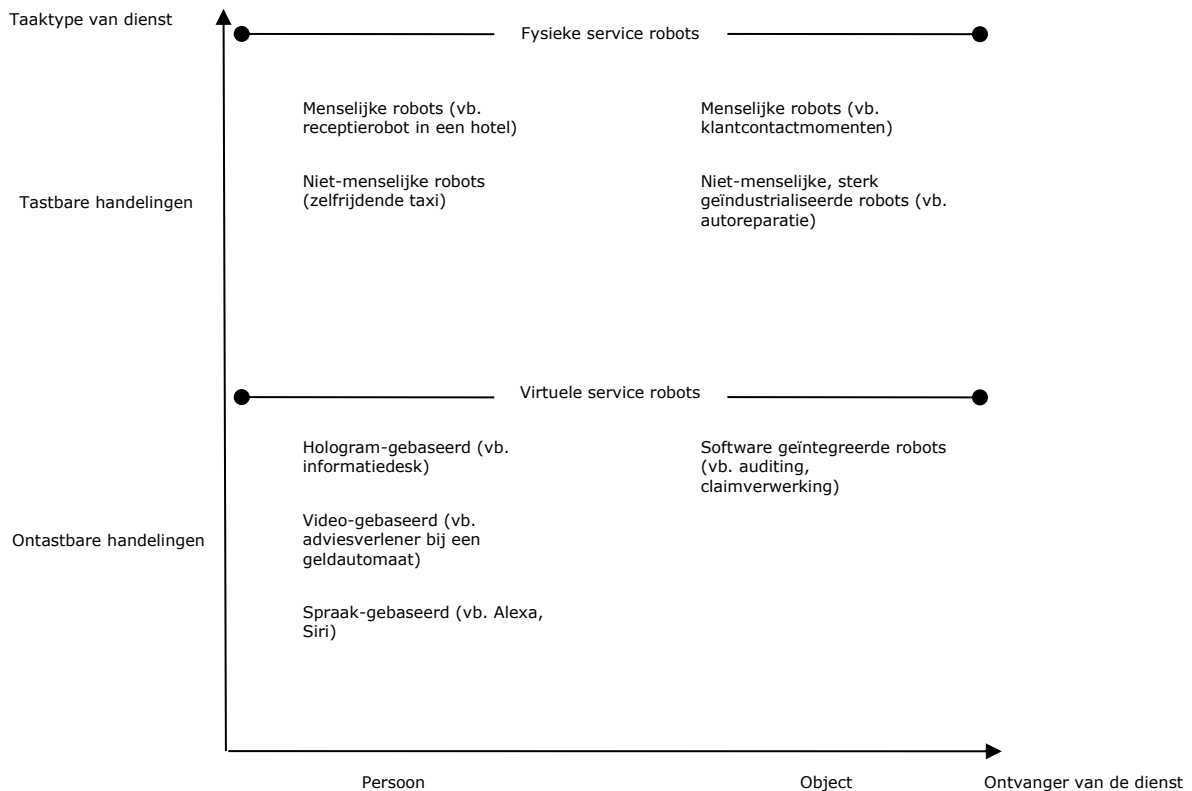 Taaktype van dienst
Fysieke service robots
Menselijke robots (vb.
receptierobot in een hotel)
Menselijke robots (vb.
klantcontactmomenten)
Tastbare handelingen
Niet-menselijke robots
(zelfrijdende taxi)
Niet-menselijke, sterk
geïndustrialiseerde robots (vb.
autoreparatie)
Virtuele service robots
Hologram-gebaseerd (vb.
informatiedesk)
Software geïntegreerde robots
(vb. auditing,
claimverwerking)
Ontastbare handelingen
Video-gebaseerd (vb.
adviesverlener bij een
geldautomaat)
Spraak-gebaseerd (vb. Alexa,
Siri)
Persoon
Object
Ontvanger van de dienst